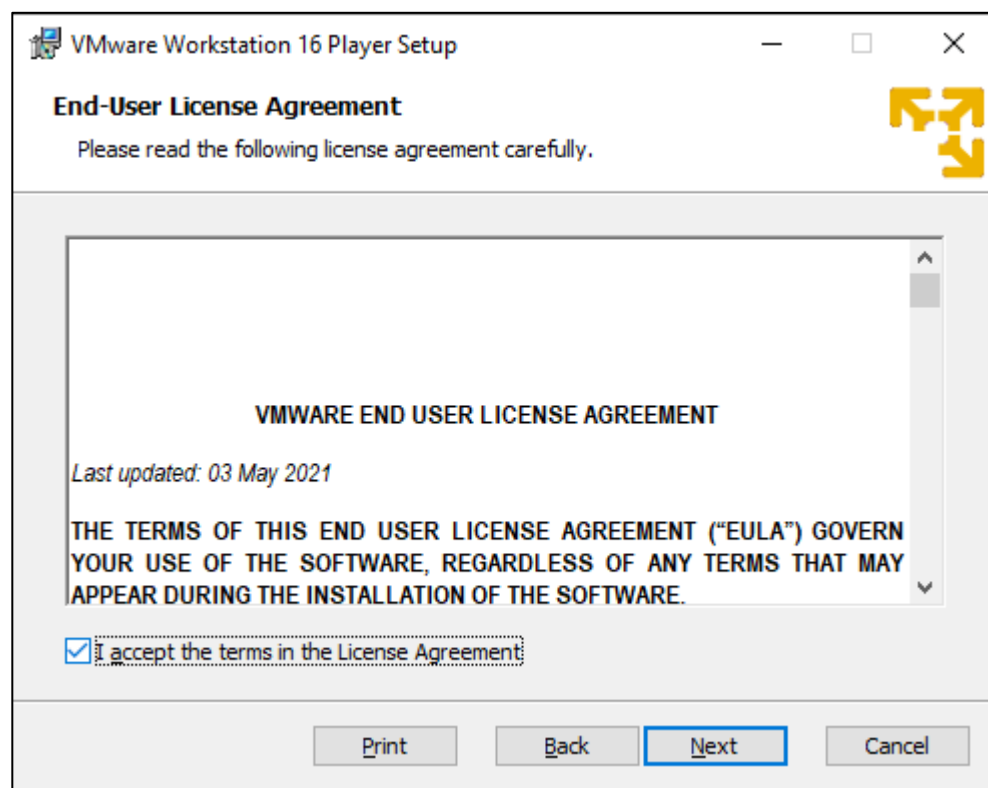 VMware Workstation 16 Player Setup
End-User License Agreement
Please read the following license agreement carefully.
VMWARE END USER LICENSE AGREEMENT
Last updated: 03 May 2021
THE TERMS OF THIS END USER LICENSE AGREEMENT (“EULA”) GOVERN
YOUR USE OF THE SOFTWARE, REGARDLESS OF ANY TERMS THAT MAY
APPEAR DURING THE INSTALLATION OF THE SOFTWARE.
I accept the terms in the License Agreement
Print Back Next Cancel